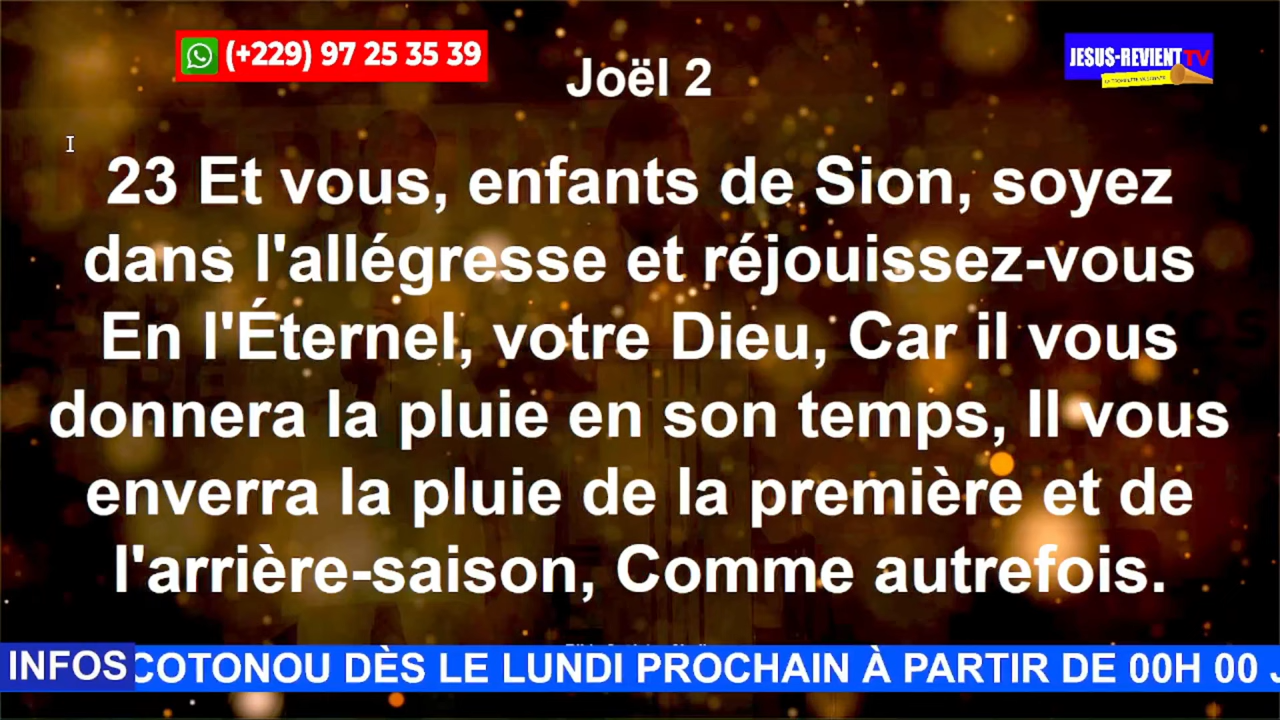 (+229) 97 25 35 39
JESUS-REVIENT TV
Joël 2
23 Et vous, enfants de Sion, soyez
dans l'allégresse et réjouissez-vous
En l'Éternel, votre Dieu, Car il vous
donnera la pluie en son temps, Il vous
enverra la pluie de la première et de
l'arrière-saison, Comme autrefois.
INFOS COTONOU DÈS LE LUNDI PROCHAIN À PARTIR DE 00H 00